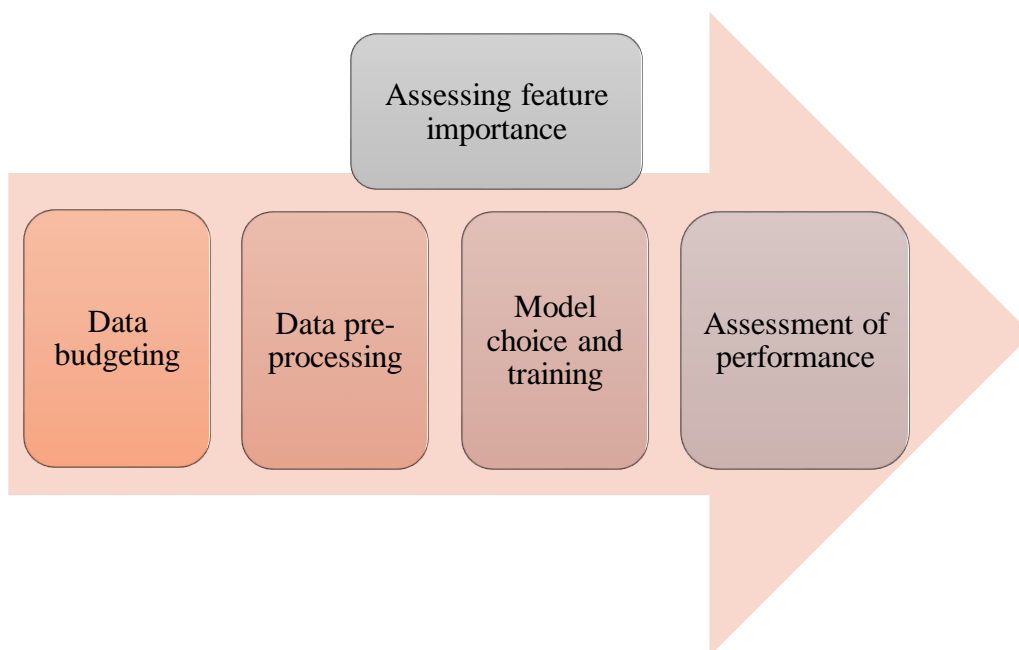 Assessing feature
importance
Data
budgeting
Data pre-
processing
Model
choice and
training
Assessment of
performance